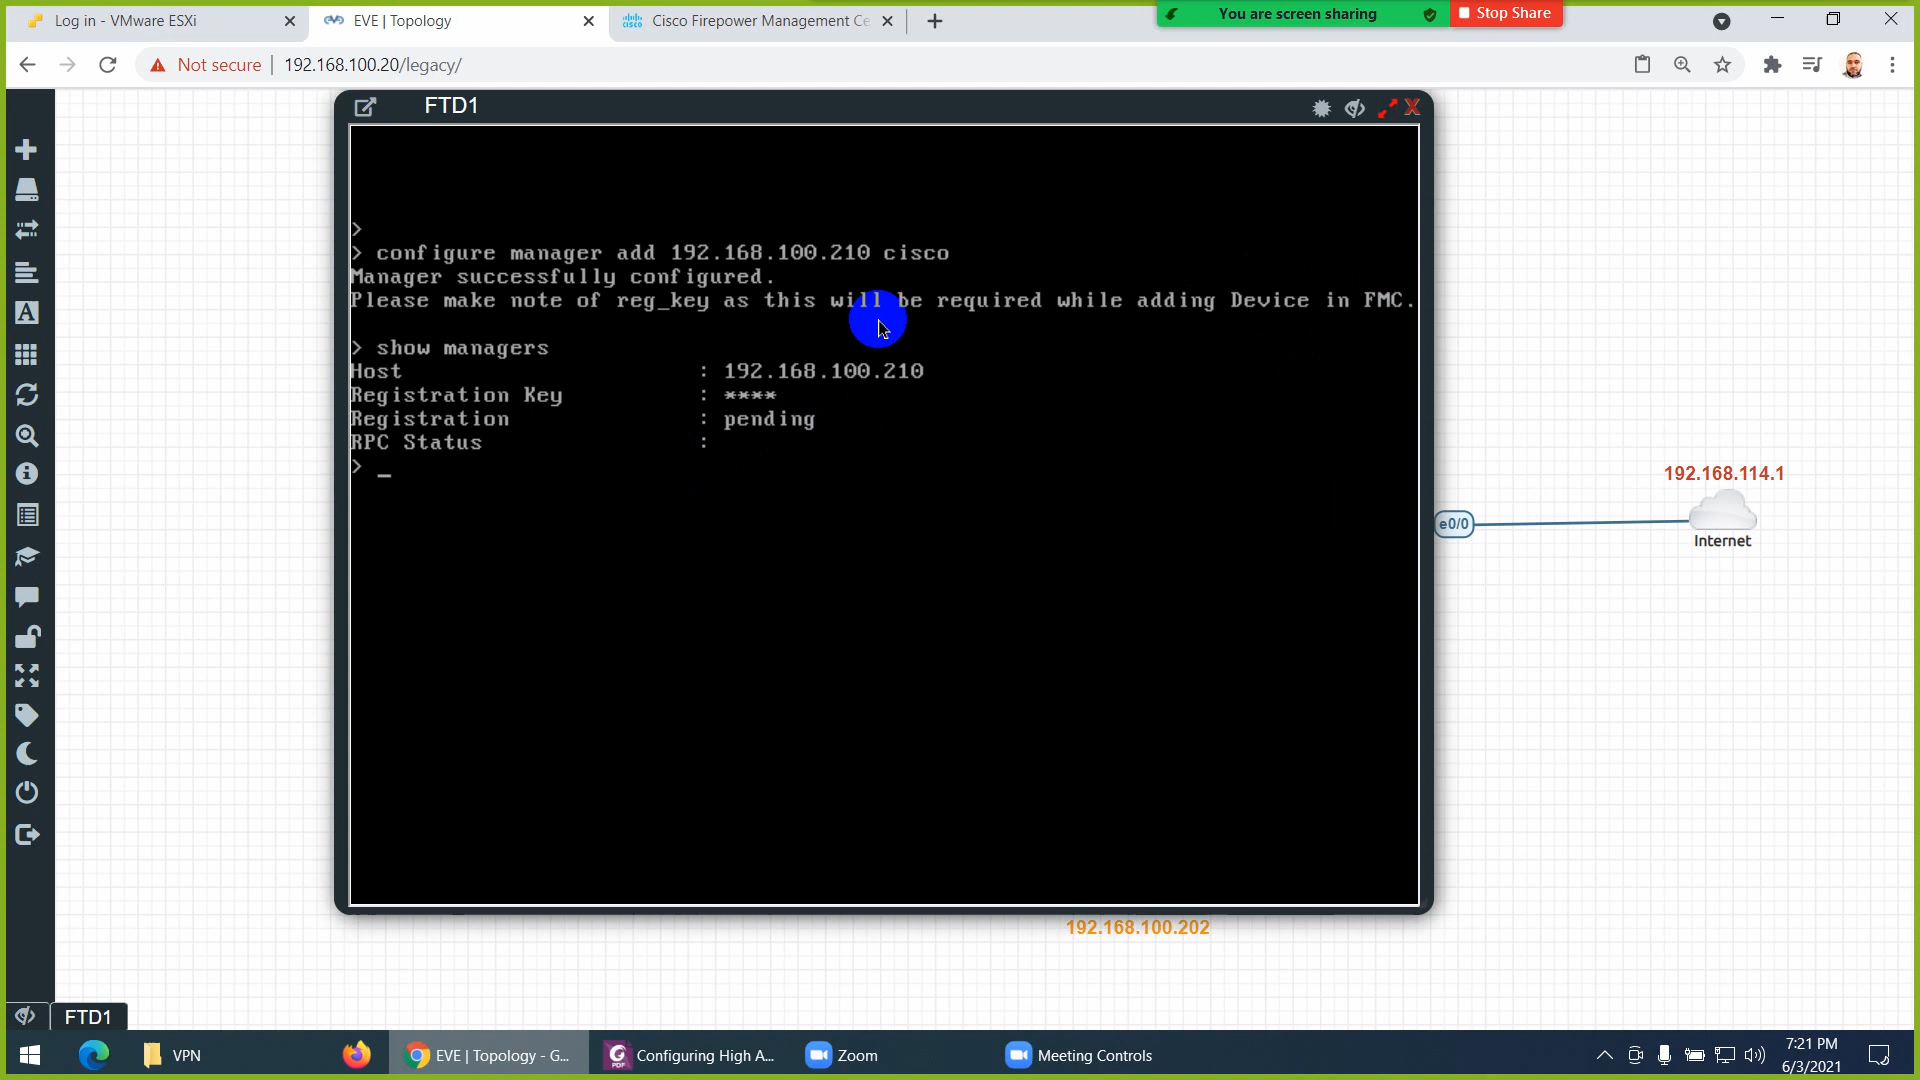 Log in - VMware ESXi
EVE | Topology
Cisco Firepower Management Ce
You are screen sharing
Stop Share
Not secure
192.168.100.20/legacy/
FTD1
>
> configure manager add 192.168.100.210 cisco
Manager successfully configured.
Please make note of reg_key as this will be required while adding Device in FMC.
> show managers
Host : 192.168.100.210
Registration Key : ****
Registration : pending
RPC Status :
> _
192.168.114.1
e0/0
Internet
192.168.100.202
FTD1
VPN
EVE | Topology - G...
Configuring High A...
Zoom
Meeting Controls
7:21 PM
6/3/2021